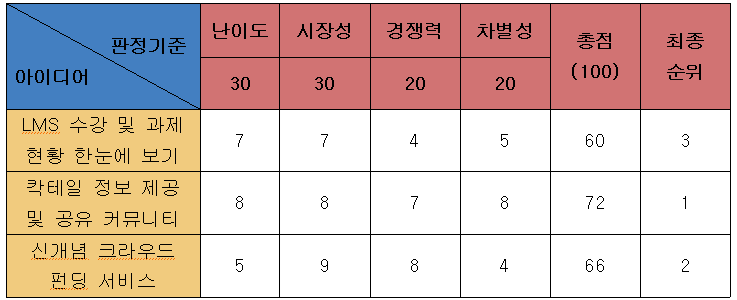 판정기준
아이디어
난이도 시장성 경쟁력 차별성 총점 (100) 최종 순위
30 30 20 20
LMS 수강 및 과제
현황 한눈에 보기
7 7 4 5 60 3
칵테일 정보 제공
및 공유 커뮤니티
8 8 7 8 72 1
신개념 크라우드
펀딩 서비스
5 9 8 4 66 2